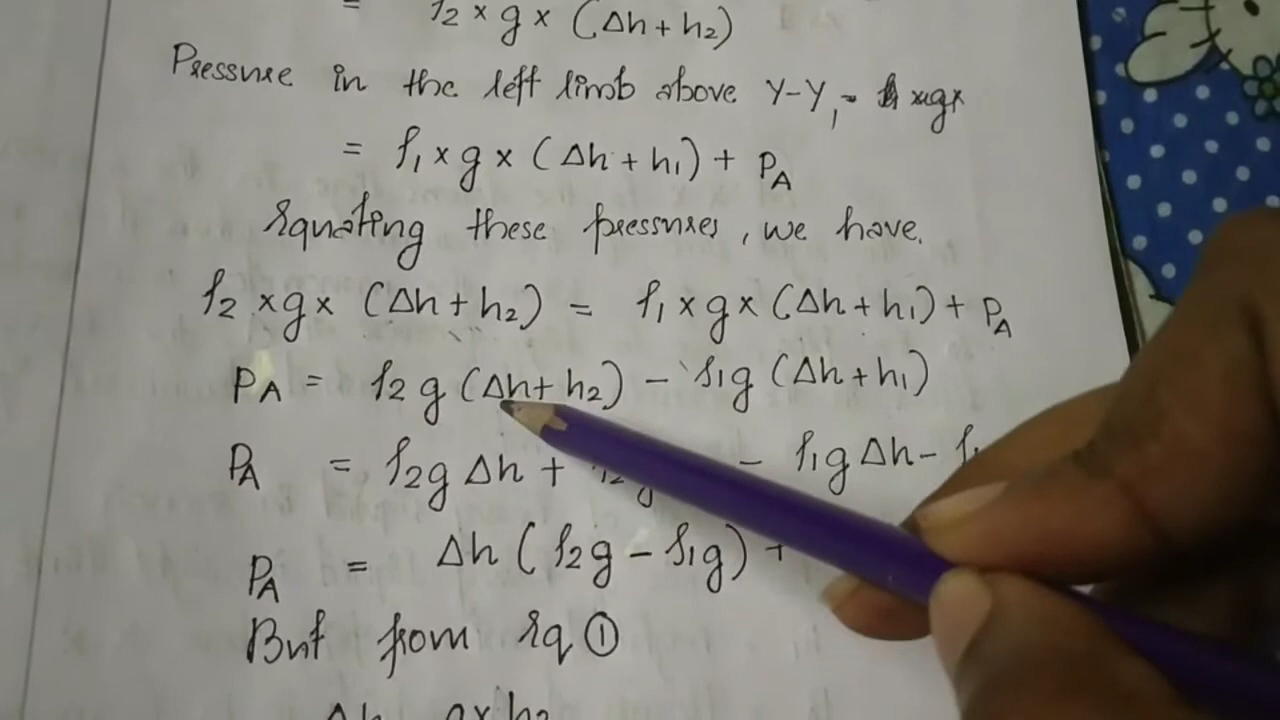 = ρ2 × g × (Δh + h2)
Pressure in the left limb above Y-Y, = × g ×
= ρ1 × g × (Δh + h1) + PA
Equating these pressures, we have.
ρ2 × g × (Δh + h2) = ρ1 × g × (Δh + h1) + PA
PA = ρ2 g (Δh + h2) - ρ1 g (Δh + h1)
PA = ρ2 g Δh + - ρ1 g Δh -
PA = Δh (ρ2 g - ρ1 g) +
But from eq ①
Δh a × h2